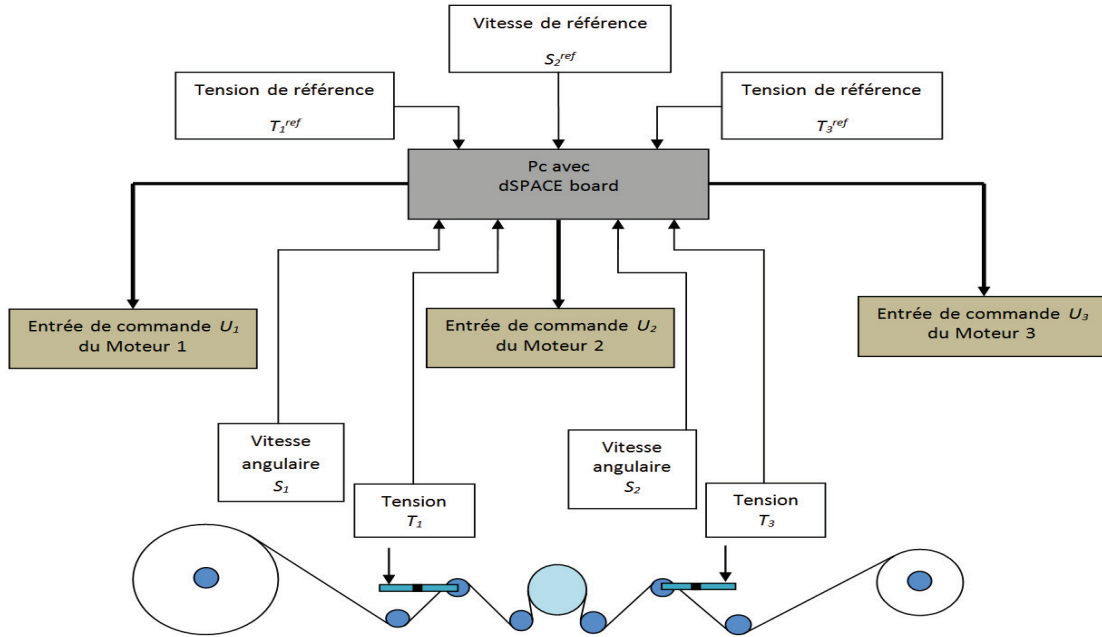 Vitesse de référence
S₂ʳᵉᶠ
Tension de référence
T₁ʳᵉᶠ
Tension de référence
T₃ʳᵉᶠ
Pc avec
dSPACE board
Entrée de commande U₁
du Moteur 1
Entrée de commande U₂
du Moteur 2
Entrée de commande U₃
du Moteur 3
Vitesse
angulaire
S₁
Tension
T₁
Vitesse
angulaire
S₂
Tension
T₃